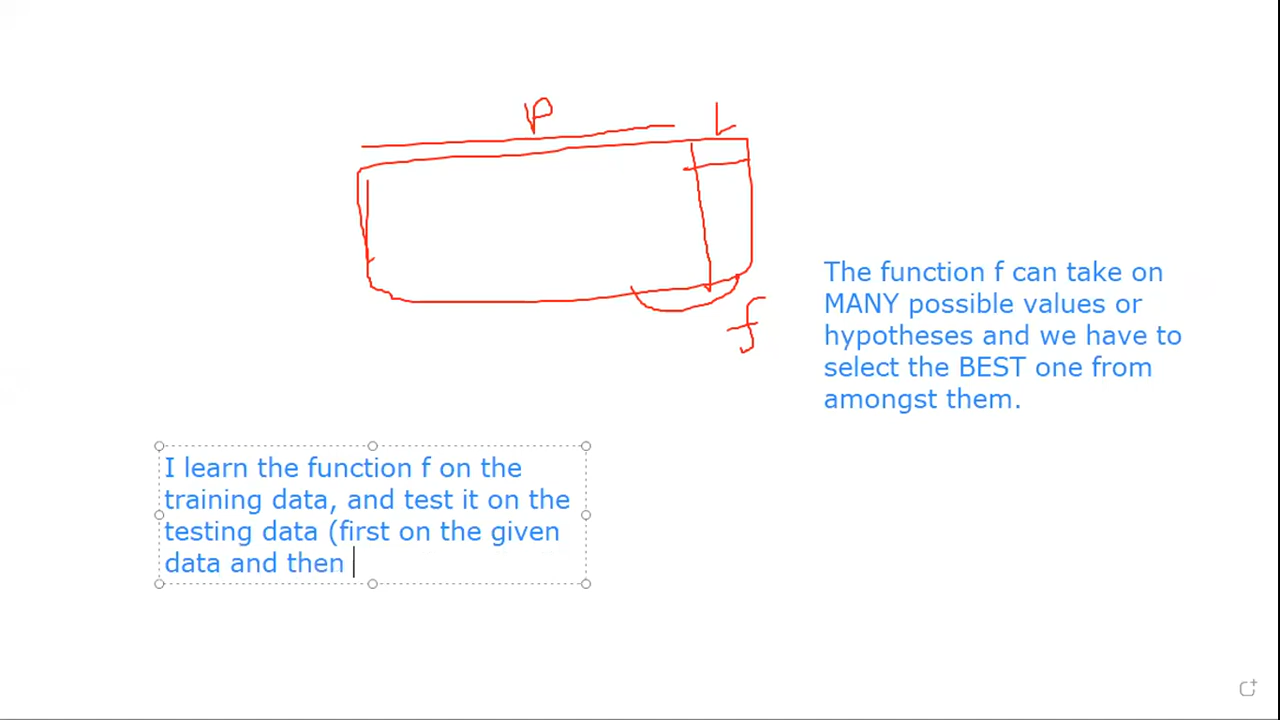 P
L
f
The function f can take on
MANY possible values or
hypotheses and we have to
select the BEST one from
amongst them.
I learn the function f on the
training data, and test it on the
testing data (first on the given
data and then